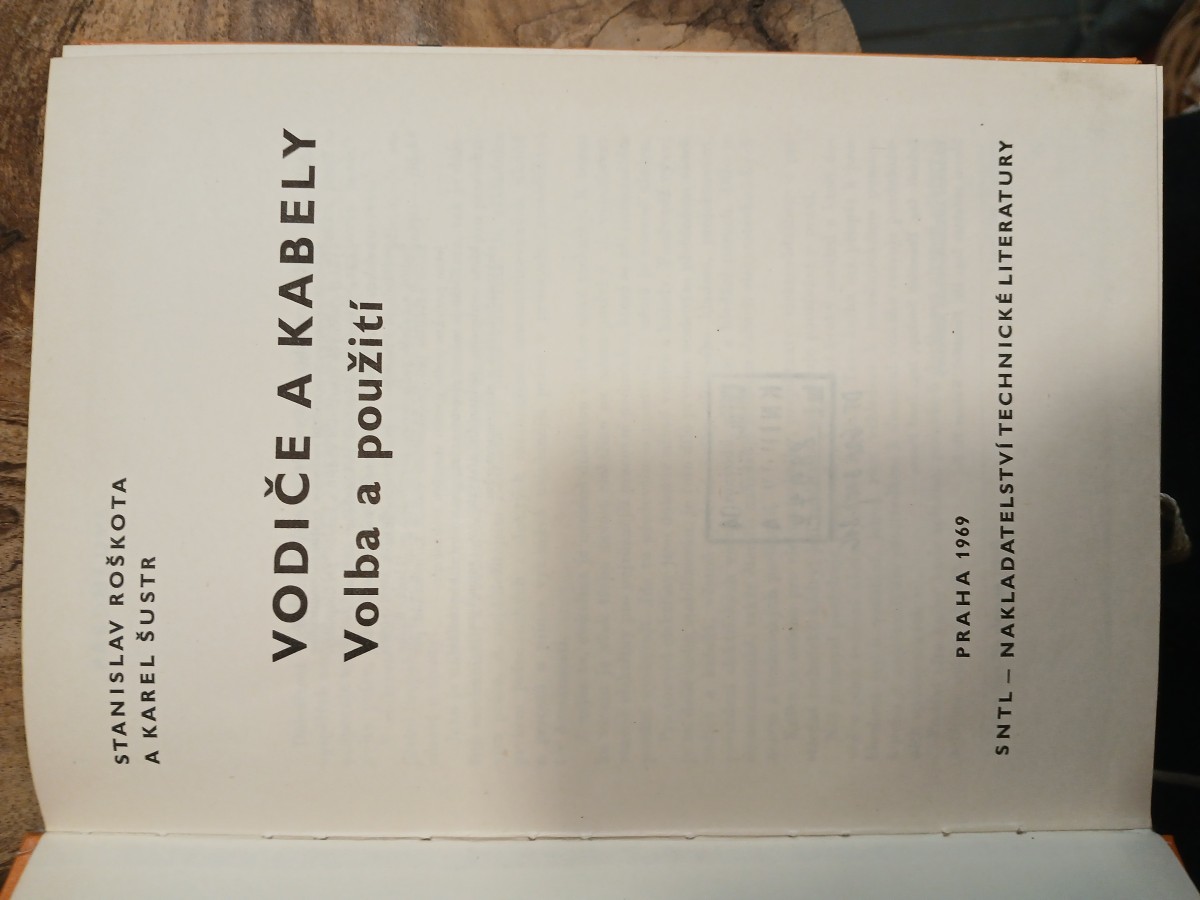 STANISLAV ROŠKOTA
A KAREL ŠUSTR
VODIČE A KABELY
Volba a použití
PRAHA 1969
SNTL – NAKLADATELSTVÍ TECHNICKÉ LITERATURY